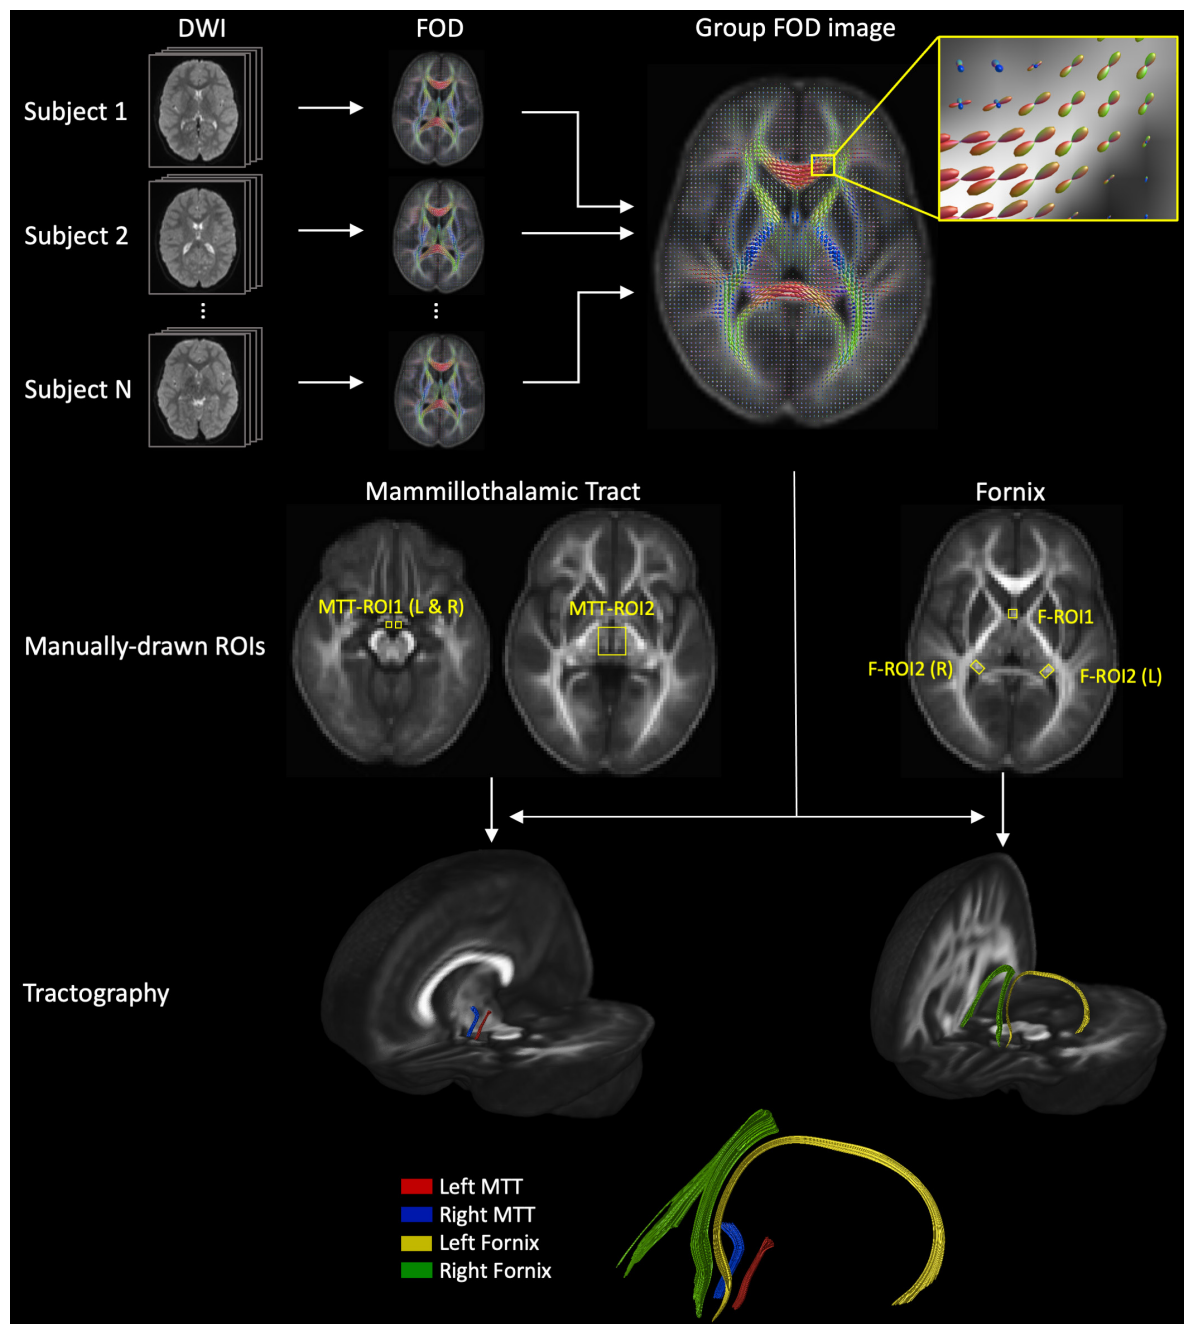 DWI
FOD
Group FOD image
Subject 1
Subject 2
Subject N
Mammillothalamic Tract
Fornix
MTT-ROI1 (L & R)
MTT-ROI2
F-ROI1
Manually-drawn ROIs
F-ROI2 (R)
F-ROI2 (L)
Tractography
Left MTT
Right MTT
Left Fornix
Right Fornix